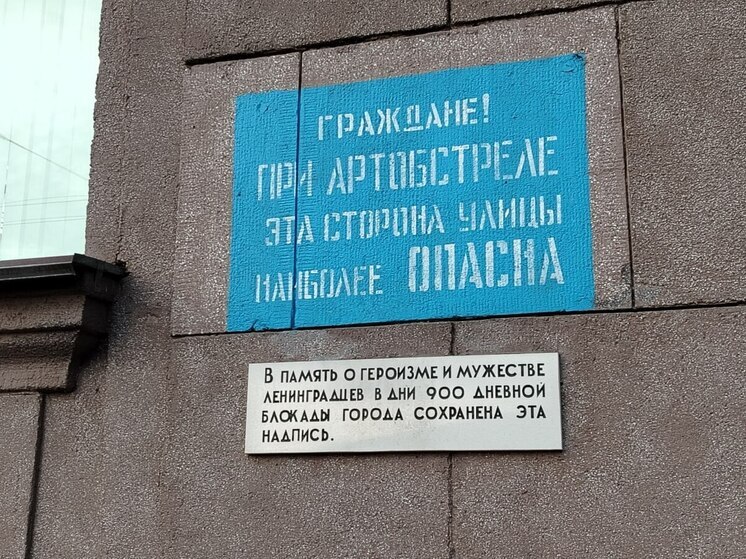 ГРАЖДАНЕ!
ПРИ АРТОБСТРЕЛЕ
ЭТА СТОРОНА УЛИЦЫ
НАИБОЛЕЕ ОПАСНА
В ПАМЯТЬ О ГЕРОИЗМЕ И МУЖЕСТВЕ
ЛЕНИНГРАДЦЕВ В ДНИ 900 ДНЕВНОЙ
БЛОКАДЫ ГОРОДА СОХРАНЕНА ЭТА
НАДПИСЬ.